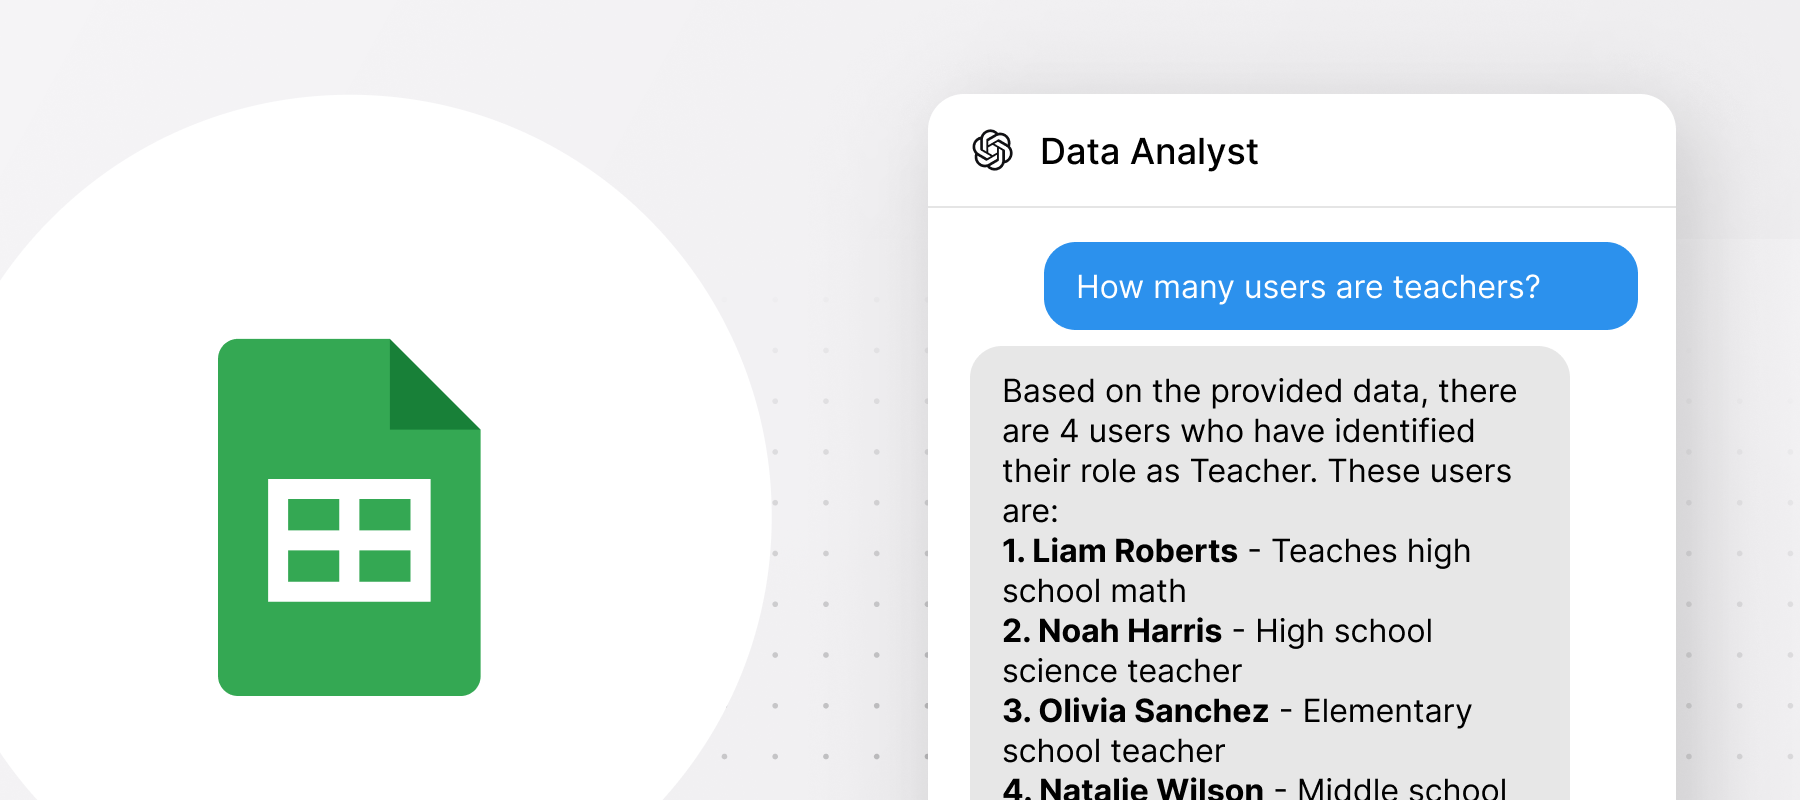 Data Analyst
How many users are teachers?
Based on the provided data, there
are 4 users who have identified
their role as Teacher. These users
are:
1. Liam Roberts - Teaches high
school math
2. Noah Harris - High school
science teacher
3. Olivia Sanchez - Elementary
school teacher
4. Natalie Wilson - Middle school